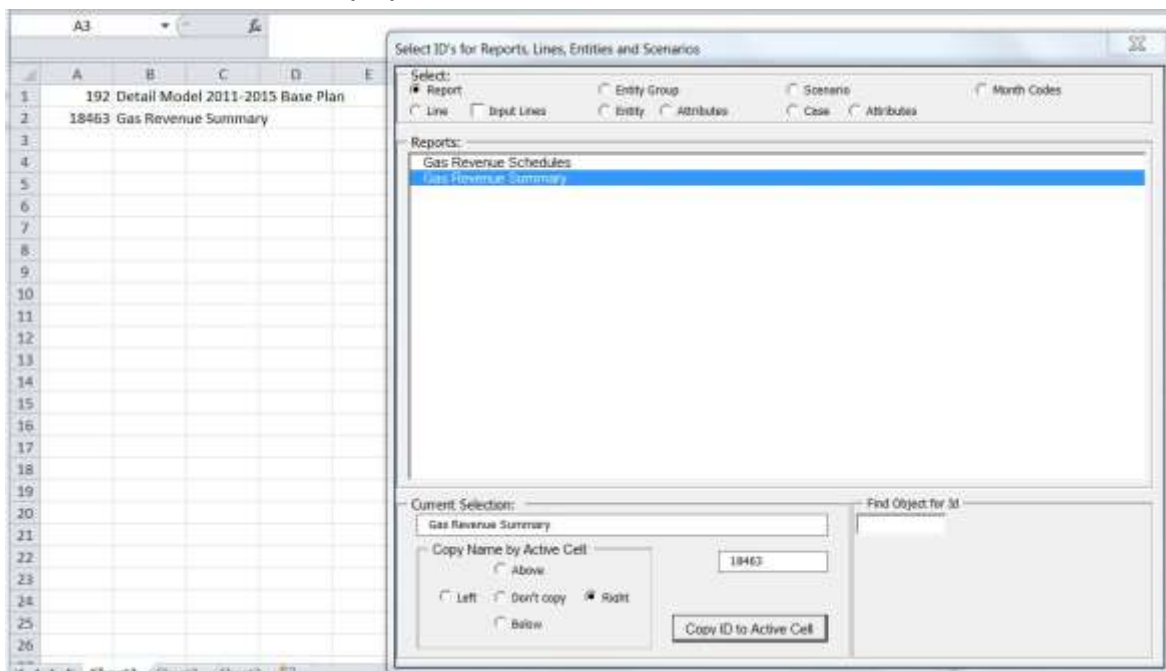 A3
fx
Select ID's for Reports, Lines, Entities and Scenarios
A B C D E
1 192 Detail Model 2011-2015 Base Plan
2 18463 Gas Revenue Summary
3
4
5
6
7
8
9
10
11
12
13
14
15
16
17
18
19
20
21
22
23
24
25
26
Select:
Report Entity Group Scenario Month Codes
Line Input Lines Entity Attributes Case Attributes
Reports:
Gas Revenue Schedules
Gas Revenue Summary
Current Selection:
Gas Revenue Summary
Find Object for Id
Copy Name by Active Cell
Above
Left Don't copy Right
Below
18463
Copy ID to Active Cell